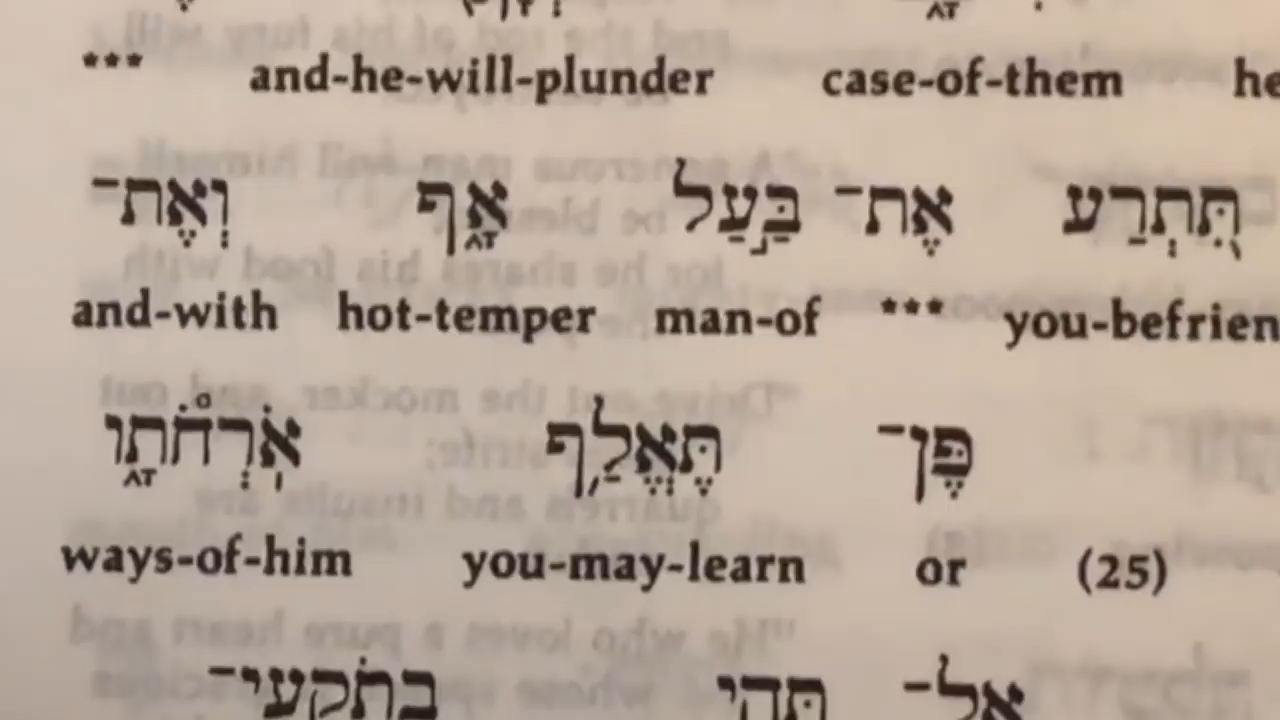 *** and-he-will-plunder case-of-them
תִּ֭תְרַע אֶת־ בַּ֣עַל אָ֑ף וְאֶת־
and-with hot-temper man-of *** you-befrien
פֶּן־ תֶּאֱלַ֥ף אֹֽרְחֹתָ֑ו
ways-of-him you-may-learn or (25)
אַל־ תְּהִ֥י בְתֹֽקְעֵי־